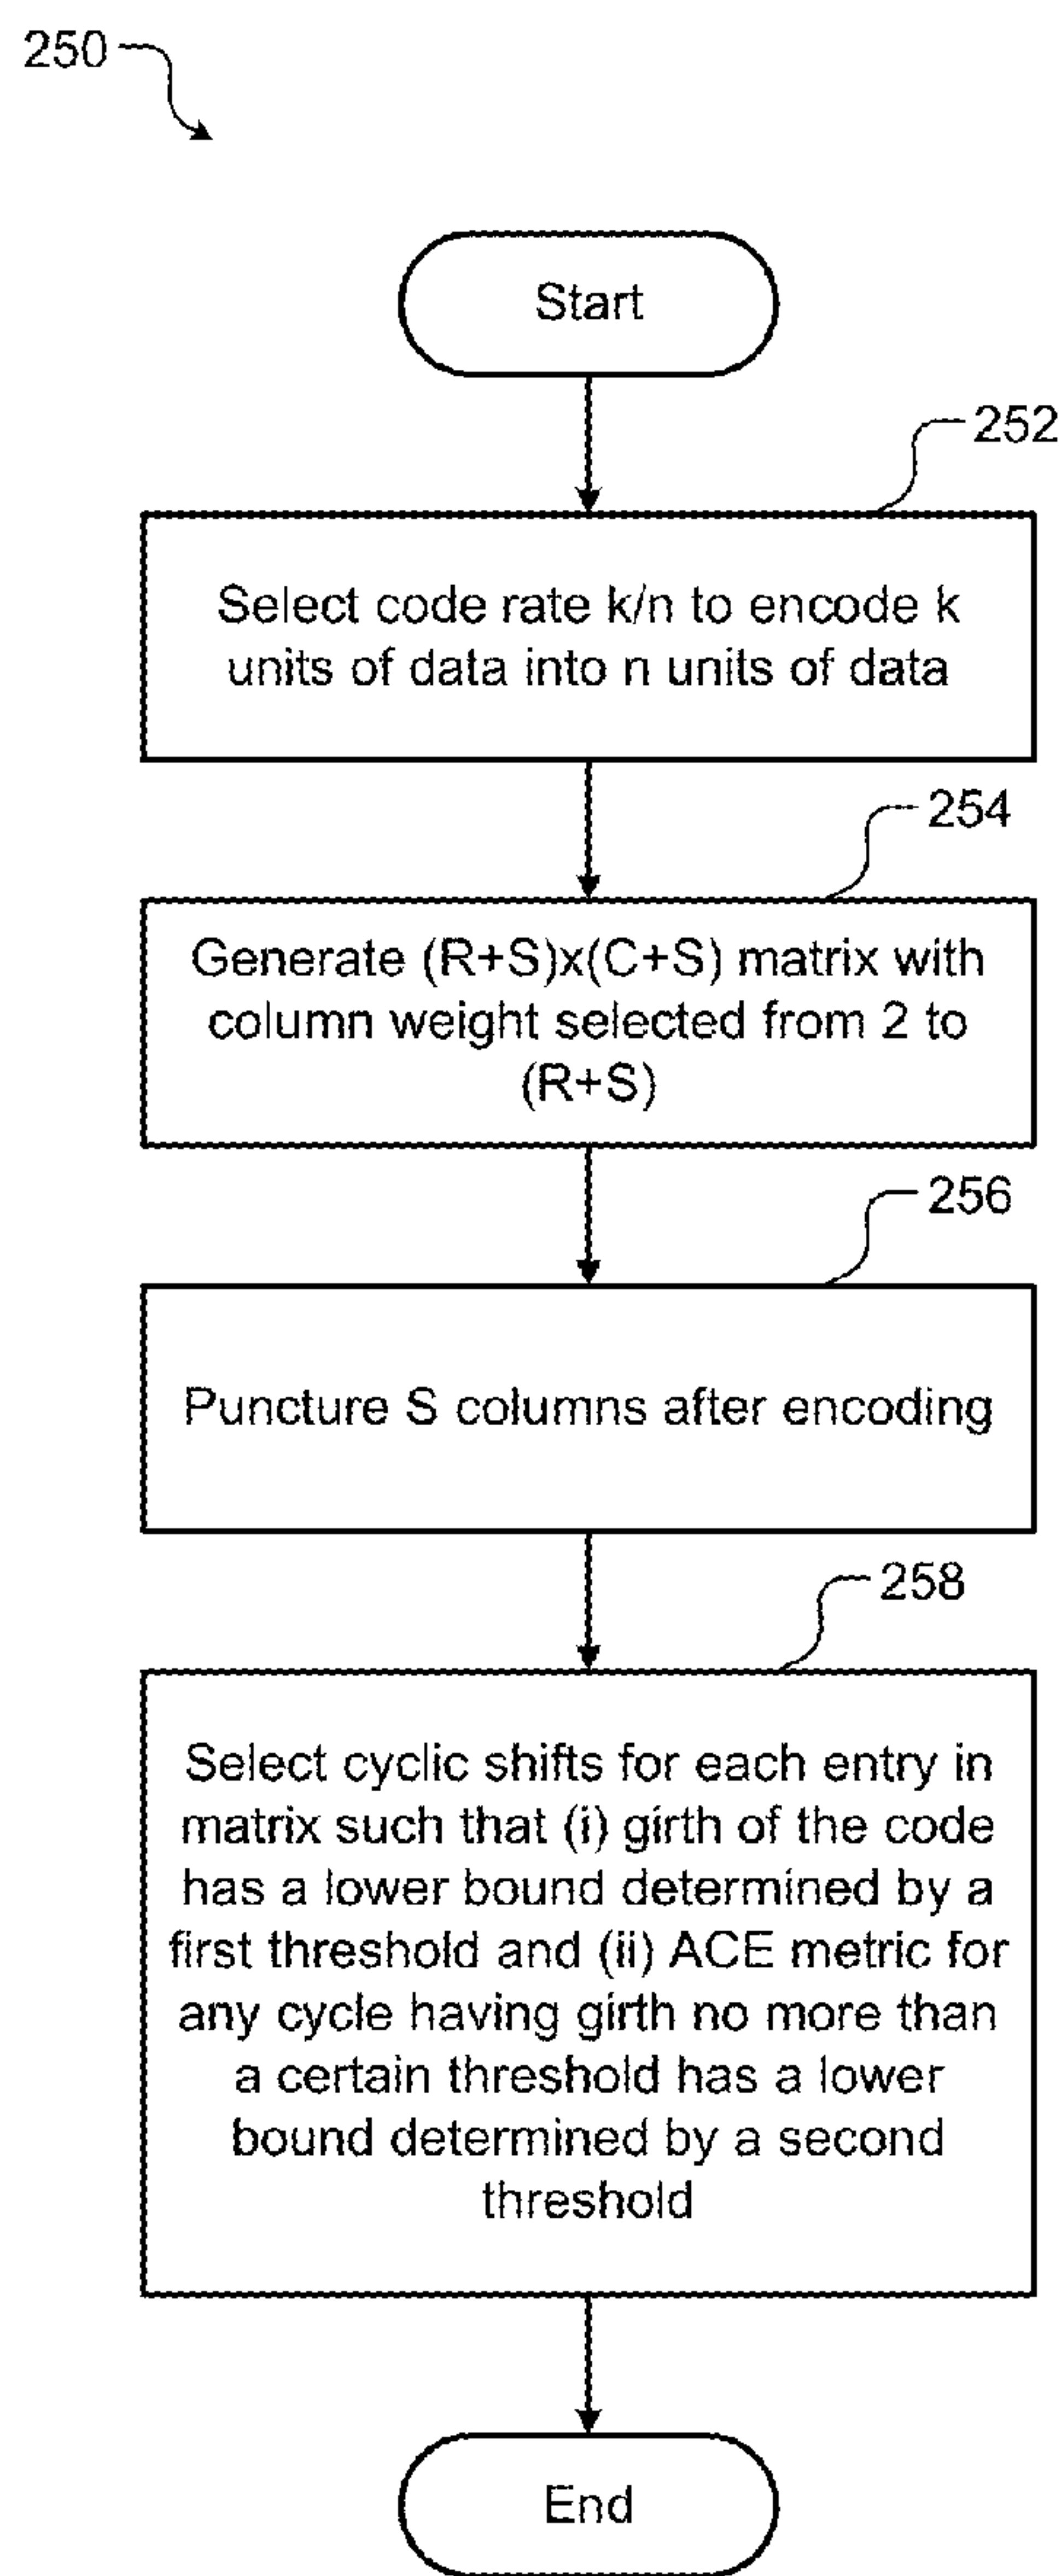 250
Start
252
Select code rate k/n to encode k
units of data into n units of data
254
Generate (R+S)x(C+S) matrix with
column weight selected from 2 to
(R+S)
256
Puncture S columns after encoding
258
Select cyclic shifts for each entry in
matrix such that (i) girth of the code
has a lower bound determined by a
first threshold and (ii) ACE metric for
any cycle having girth no more than
a certain threshold has a lower
bound determined by a second
threshold
End